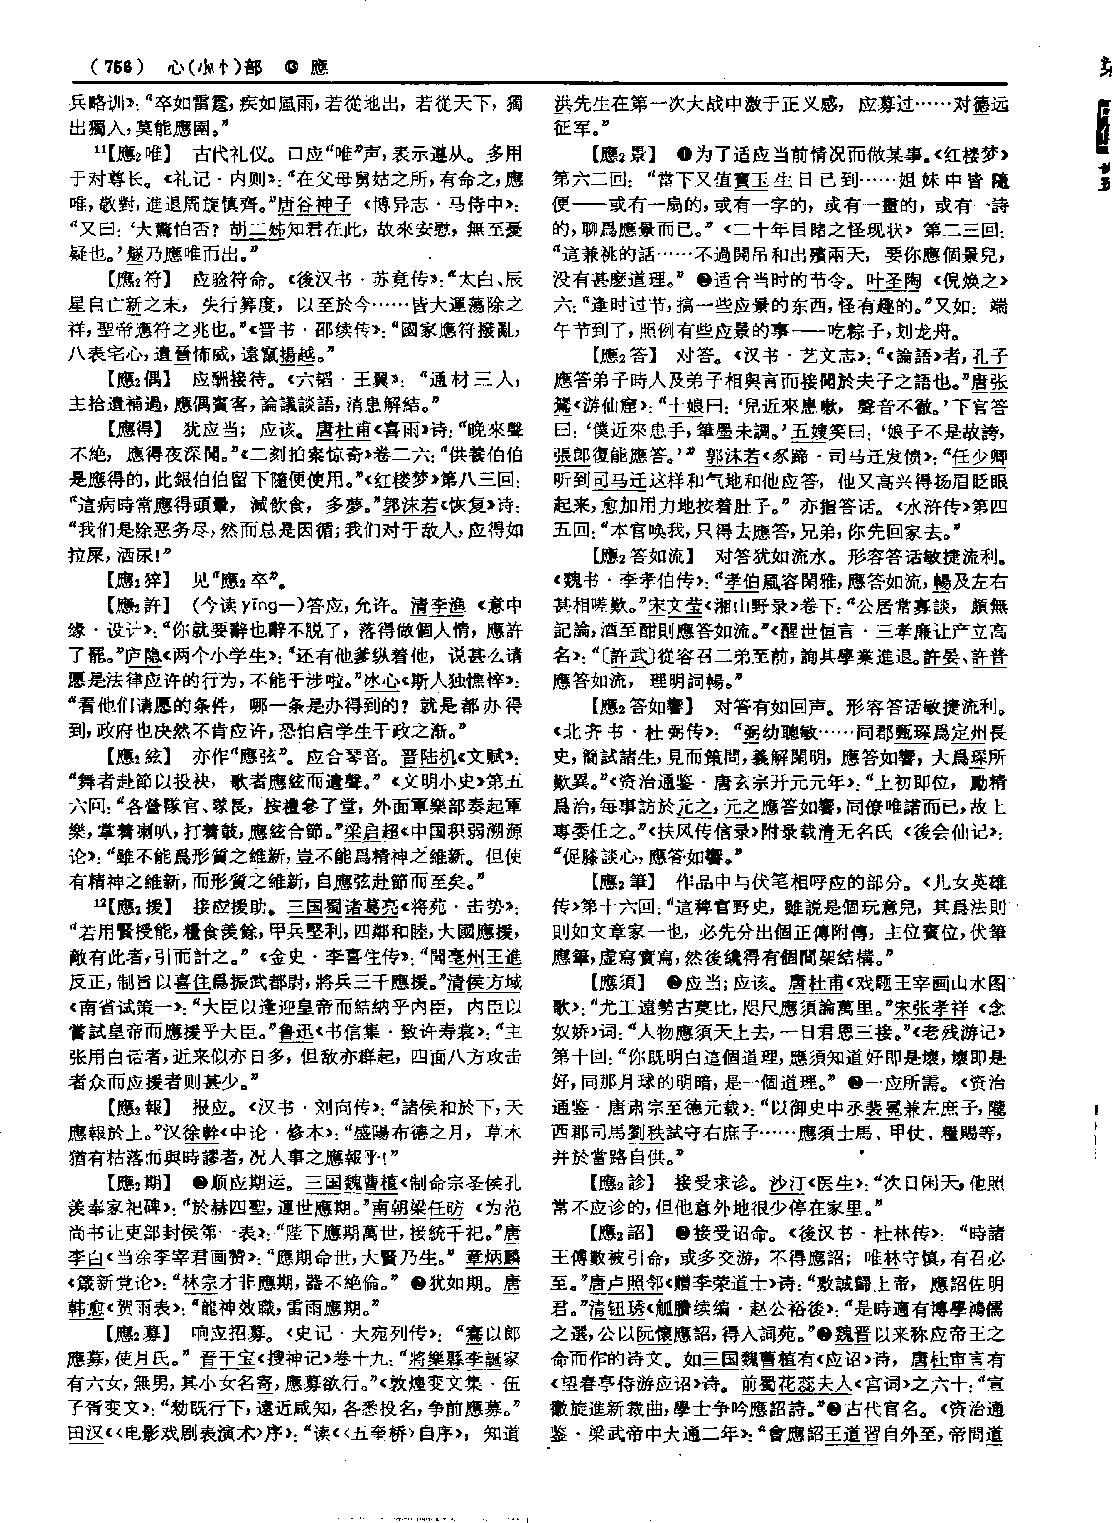 （756） 心(小㣺)部 ⓭ 應
兵略训》：“卒如雷霆，疾如風雨，若從地出，若從天下，獨
出獨入，莫能應圉。”
11【應₂唯】 古代礼仪。口应“唯”声，表示遵从。多用
于对尊长。《礼记·内则》：“在父母舅姑之所，有命之，應
唯，敬對，進退周旋慎齊。”唐谷神子《博异志·马侍中》：
“又曰：‘大驚怕否？胡二姊知君在此，故來安慰，無至憂
疑也。’燧乃應唯而出。”
【應₂符】 应验符命。《後汉书·苏竟传》：“太白、辰
星自亡新之末，失行筭度，以至於今……皆大運蕩除之
祥，聖帝應符之兆也。”《晋书·邵续传》：“國家應符撥亂，
八表宅心，遺晉怖威，遠竄揚越。”
【應₂偶】 应酬接待。《六韬·王翼》：“通材三人，
主拾遺補過，應偶賓客，論議談語，消患解結。”
【應得】 犹应当；应该。唐杜甫《喜雨》诗：“晚來聲
不絶，應得夜深聞。”《二刻拍案惊奇》卷二六：“供養伯伯
是應得的，此銀伯伯留下隨便使用。”《红楼梦》第八三回：
“這病時常應得頭暈，減飲食，多夢。”郭沫若《恢复》诗：
“我们是除恶务尽，然而总是因循；我们对于敌人，应得如
拉屎，洒尿！”
【應₂猝】 见“應₂卒”。
【應₂許】 (今读yīng—)答应，允许。清李渔《意中
缘·设计》：“你就要辭也辭不脱了，落得做個人情，應許
了罷。”庐隐《两个小学生》：“还有他爹纵着他，说甚么请
愿是法律应许的行为，不能干涉啦。”冰心《斯人独憔悴》：
“看他们请愿的条件，哪一条是办得到的？就是都办得
到，政府也决然不肯应许，恐怕启学生干政之渐。”
【應₂絃】 亦作“應弦”。应合琴音。晋陆机《文赋》：
“舞者赴節以投袂，歌者應絃而遣聲。”《文明小史》第五
六回：“各營隊官、隊長，按禮參了堂，外面軍樂部奏起軍
樂，掌着喇叭，打着鼓，應絃合節。”梁启超《中国积弱溯源
论》：“雖不能爲形質之維新，豈不能爲精神之維新。但使
有精神之維新，而形質之維新，自應弦赴節而至矣。”
12【應₂援】 接应援助。三国蜀诸葛亮《将苑·击势》：
“若用賢授能，糧食羡餘，甲兵堅利，四鄰和睦，大國應援，
敵有此者，引而計之。”《金史·李喜生传》：“聞亳州王進
反正，制旨以喜住爲振武都尉，將兵三千應援。”清侯方域
《南省试策一》：“大臣以逢迎皇帝而結納乎内臣，内臣以
嘗試皇帝而應援乎大臣。”鲁迅《书信集·致许寿裳》：“主
张用白话者，近来似亦日多，但敌亦群起，四面八方攻击
者众而应援者则甚少。”
【應₂報】 报应。《汉书·刘向传》：“諸侯和於下，天
應報於上。”汉徐幹《中论·修本》：“盛陽布德之月，草木
猶有枯落而與時謬者，况人事之應報乎！”
【應₂期】 ❶顺应期运。三国魏曹植《制命宗圣侯孔
羡奉家祀碑》：“於赫四聖，運世應期。”南朝梁任昉《为范
尚书让吏部封侯第一表》：“陛下應期萬世，接統千祀。”唐
李白《当涂李宰君画赞》：“應期命世，大賢乃生。”章炳麟
《箴新党论》：“林宗才非應期，器不絶倫。”❷犹如期。唐
韩愈《贺雨表》：“龍神效職，雷雨應期。”
【應₂募】 响应招募。《史记·大宛列传》：“騫以郎
應募，使月氏。”晋干宝《搜神记》卷十九：“將樂縣李誕家
有六女，無男，其小女名寄，應募欲行。”《敦煌变文集·伍
子胥变文》：“勑既行下，遠近咸知，各悉投名，争前應募。”
田汉《〈电影戏剧表演术〉序》：“读《〈五奎桥〉自序》，知道
洪先生在第一次大战中激于正义感，应募过……对德远
征军。”
【應₂景】 ❶为了适应当前情况而做某事。《红楼梦》
第六二回：“當下又值寶玉生日已到……姐妹中皆隨
便——或有一扇的，或有一字的，或有一畫的，或有一詩
的，聊爲應景而已。”《二十年目睹之怪现状》第二三回：
“這兼祧的話……不過開吊和出殯兩天，要你應個景兒，
没有甚麽道理。”❷适合当时的节令。叶圣陶《倪焕之》
六：“逢时过节，搞一些应景的东西，怪有趣的。”又如：端
午节到了，照例有些应景的事——吃粽子，划龙舟。
【應₂答】 对答。《汉书·艺文志》：“《論語》者，孔子
應答弟子時人及弟子相與言而接聞於夫子之語也。”唐张
鷟《游仙窟》：“十娘曰：‘兒近來患嗽，聲音不徹。’下官答
曰：‘僕近來患手，筆墨未調。’五嫂笑曰：‘娘子不是故誇，
張郎復能應答。’”郭沫若《豕蹄·司马迁发愤》：“任少卿
听到司马迁这样和气地和他应答，他又高兴得扬眉眨眼
起来，愈加用力地按着肚子。”亦指答话。《水浒传》第四
五回：“本官唤我，只得去應答，兄弟，你先回家去。”
【應₂答如流】 对答犹如流水。形容答话敏捷流利。
《魏书·李孝伯传》：“孝伯風容閑雅，應答如流，暢及左右
甚相嗟歎。”宋文莹《湘山野录》卷下：“公居常寡談，頗無
記論，酒至酣則應答如流。”《醒世恒言·三孝廉让产立高
名》：“〔許武〕從容召二弟至前，詢其學業進退。許晏、許普
應答如流，理明詞暢。”
【應₂答如響】 对答有如回声。形容答话敏捷流利。
《北齐书·杜弼传》：“弼幼聰敏……同郡甄琛爲定州長
史，簡試諸生，見而策問，義解閑明，應答如響，大爲琛所
歎異。”《资治通鉴·唐玄宗开元元年》：“上初即位，勵精
爲治，每事訪於元之，元之應答如響，同僚唯諾而已，故上
專委任之。”《扶风传信录》附录载清无名氏《後会仙记》：
“促膝談心，應答如響。”
【應₂筆】 作品中与伏笔相呼应的部分。《儿女英雄
传》第十六回：“這稗官野史，雖説是個玩意兒，其爲法則
則如文章家一也，必先分出個正傳附傳，主位賓位，伏筆
應筆，虚寫實寫，然後纔得有個間架結構。”
【應須】 ❶应当；应该。唐杜甫《戏题王宰画山水图
歌》：“尤工遠勢古莫比，咫尺應須論萬里。”宋张孝祥《念
奴娇》词：“人物應須天上去，一日君恩三接。”《老残游记》
第十回：“你既明白這個道理，應須知道好即是壞，壞即是
好，同那月球的明暗，是一個道理。”❷一应所需。《资治
通鉴·唐肃宗至德元载》：“以御史中丞裴冕兼左庶子，隴
西郡司馬劉秩試守右庶子……應須士馬、甲仗、糧賜等，
并於當路自供。”
【應₂診】 接受求诊。沙汀《医生》：“次日闲天，他照
常不应诊的，但他意外地很少停在家里。”
【應₂詔】 ❶接受诏命。《後汉书·杜林传》：“時諸
王傅數被引命，或多交游，不得應詔；唯林守慎，有召必
至。”唐卢照邻《赠李荣道士》诗：“敷誠歸上帝，應詔佐明
君。”清钮琇《觚賸续编·赵公裕後》：“是時適有博學鴻儒
之選，公以阮懷應詔，得入詞苑。”❷魏晋以来称应帝王之
命而作的诗文。如三国魏曹植有《应诏》诗，唐杜审言有
《望春亭侍游应诏》诗。前蜀花蕊夫人《宫词》之六十：“宣
徽旋進新裁曲，學士争吟應詔詩。”❸古代官名。《资治通
鉴·梁武帝中大通二年》：“會應詔王道習自外至，帝問道